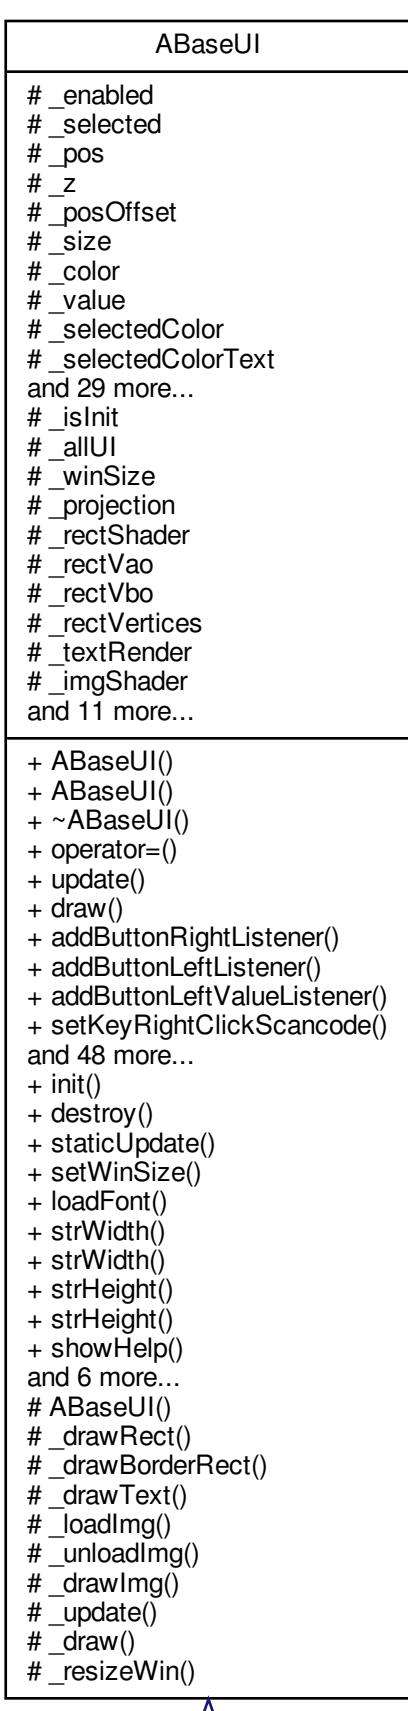 ABaseUI
# _enabled
# _selected
# _pos
# _z
# _posOffset
# _size
# _color
# _value
# _selectedColor
# _selectedColorText
and 29 more...
# _isInit
# _allUI
# _winSize
# _projection
# _rectShader
# _rectVao
# _rectVbo
# _rectVertices
# _textRender
# _imgShader
and 11 more...
+ ABaseUI()
+ ABaseUI()
+ ~ABaseUI()
+ operator=()
+ update()
+ draw()
+ addButtonRightListener()
+ addButtonLeftListener()
+ addButtonLeftValueListener()
+ setKeyRightClickScancode()
and 48 more...
+ init()
+ destroy()
+ staticUpdate()
+ setWinSize()
+ loadFont()
+ strWidth()
+ strWidth()
+ strHeight()
+ strHeight()
+ showHelp()
and 6 more...
# ABaseUI()
# _drawRect()
# _drawBorderRect()
# _drawText()
# _loadImg()
# _unloadImg()
# _drawImg()
# _update()
# _draw()
# _resizeWin()